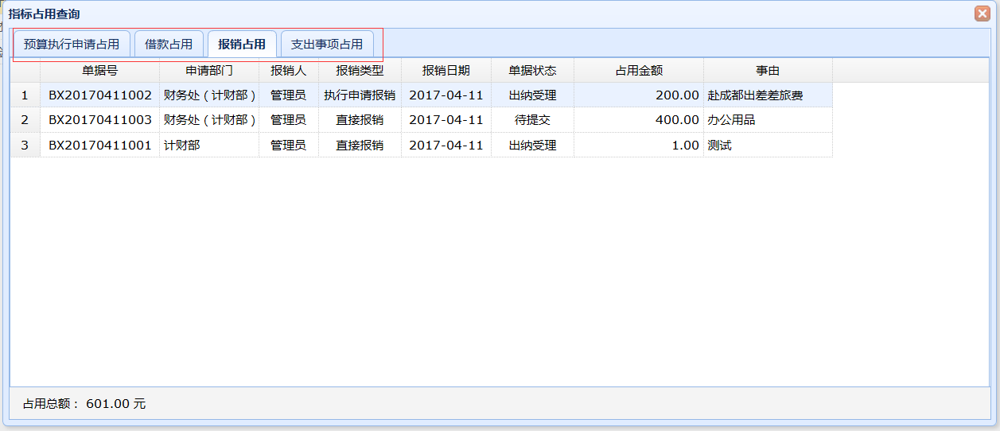 指标占用查询
预算执行申请占用 借款占用 报销占用 支出事项占用
单据号 申请部门 报销人 报销类型 报销日期 单据状态 占用金额 事由
1 BX20170411002 财务处（计财部） 管理员 执行申请报销 2017-04-11 出纳受理 200.00 赴成都出差差旅费
2 BX20170411003 财务处（计财部） 管理员 直接报销 2017-04-11 待提交 400.00 办公用品
3 BX20170411001 计财部 管理员 直接报销 2017-04-11 出纳受理 1.00 测试
占用总额： 601.00 元